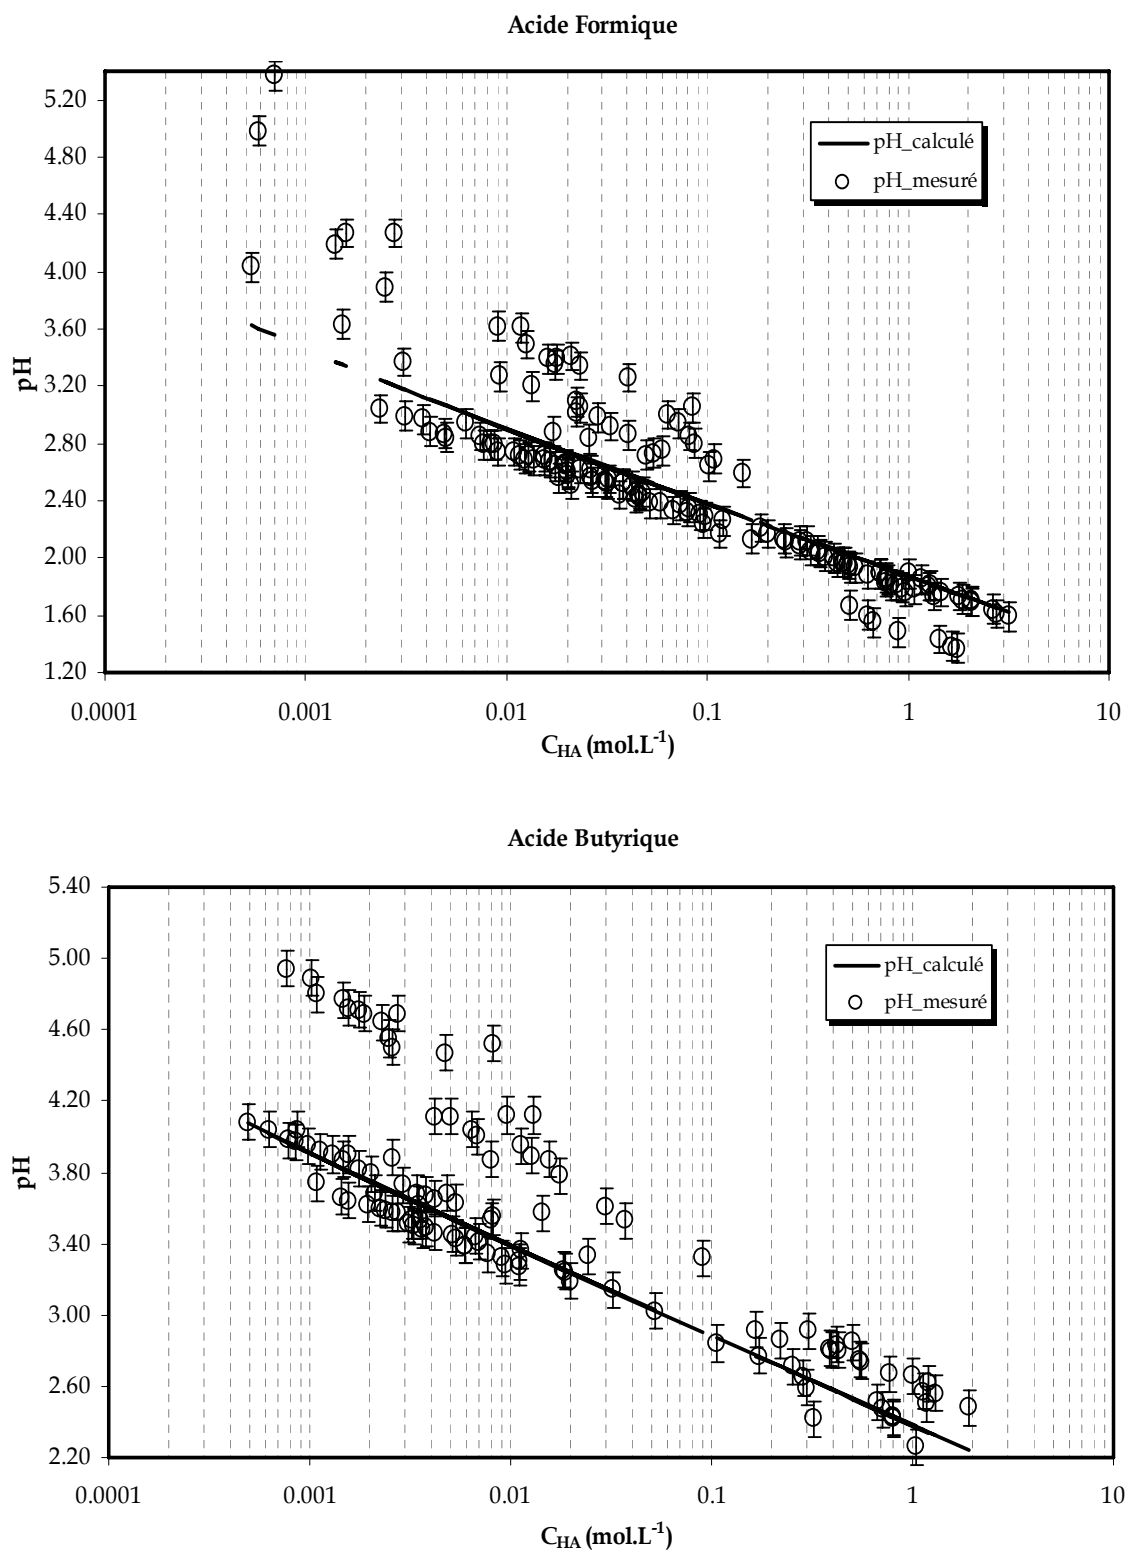 Acide Formique
5.20
4.80
4.40
4.00
3.60
3.20
2.80
2.40
2.00
1.60
1.20
pH
pH_calculé
pH_mesuré
0.0001 0.001 0.01 0.1 1 10
C_HA (mol.L⁻¹)
Acide Butyrique
5.40
5.00
4.60
4.20
3.80
3.40
3.00
2.60
2.20
pH
pH_calculé
pH_mesuré
0.0001 0.001 0.01 0.1 1 10
C_HA (mol.L⁻¹)